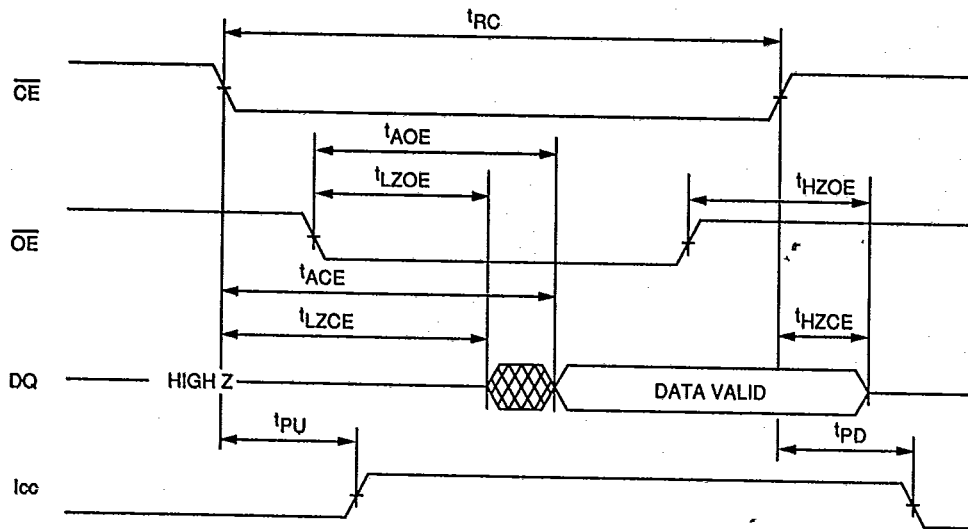 tRC
CE
tAOE
tLZOE
tHZOE
OE
tACE
tLZCE
tHZCE
DQ
HIGH Z
DATA VALID
tPU
tPD
Icc